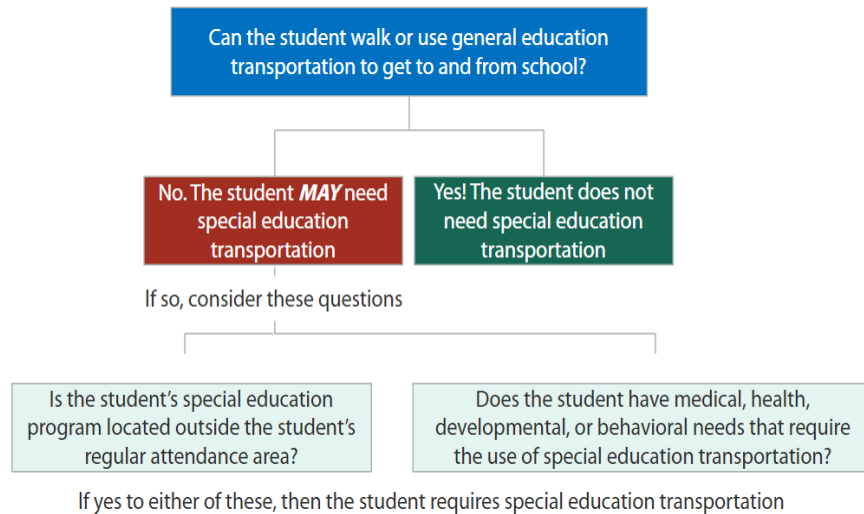 Can the student walk or use general education
transportation to get to and from school?
No. The student MAY need
special education
transportation
Yes! The student does not
need special education
transportation
If so, consider these questions
Is the student’s special education
program located outside the student’s
regular attendance area?
Does the student have medical, health,
developmental, or behavioral needs that require
the use of special education transportation?
If yes to either of these, then the student requires special education transportation